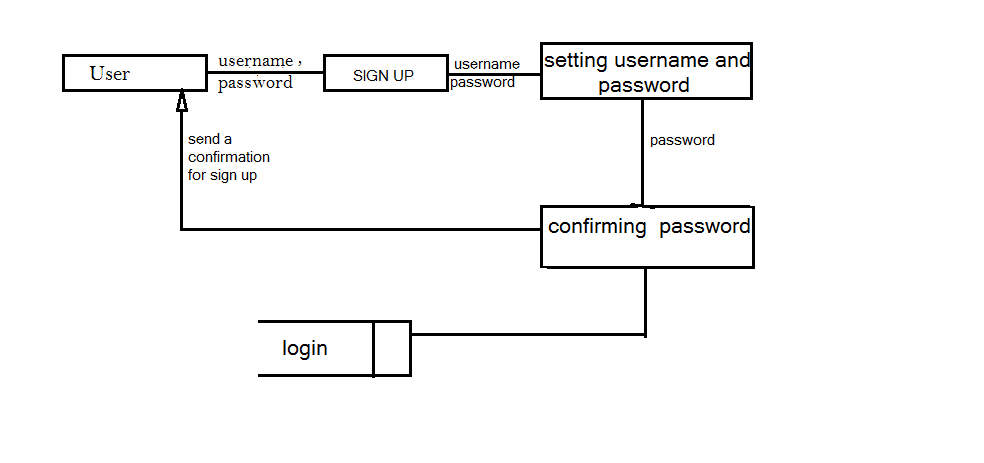 User
username ,
password
SIGN UP
username
password
setting username and
password
send a
confirmation
for sign up
password
confirming password
login